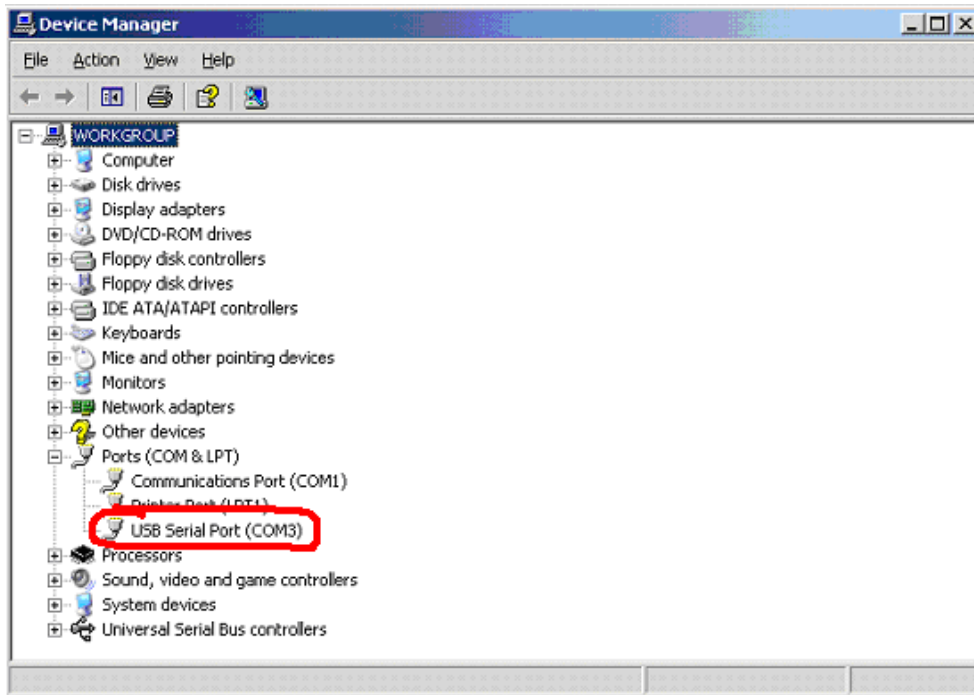 Device Manager
File Action View Help
WORKGROUP
Computer
Disk drives
Display adapters
DVD/CD-ROM drives
Floppy disk controllers
Floppy disk drives
IDE ATA/ATAPI controllers
Keyboards
Mice and other pointing devices
Monitors
Network adapters
Other devices
Ports (COM & LPT)
Communications Port (COM1)
Printer Port (LPT1)
USB Serial Port (COM3)
Processors
Sound, video and game controllers
System devices
Universal Serial Bus controllers